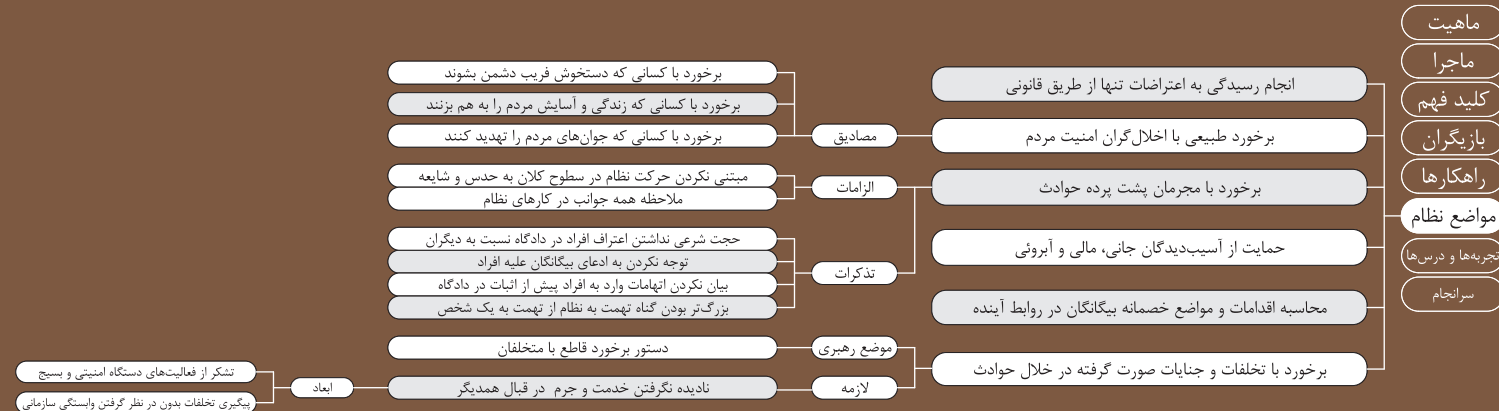 ماهیت
ماجرا
کلید فهم
بازیگران
راهکارها
مواضع نظام
تجربه‌ها و درس‌ها
سرانجام
انجام رسیدگی به اعتراضات تنها از طریق قانونی
برخورد طبیعی با اخلال‌گران امنیت مردم
مصادیق
برخورد با کسانی که دستخوش فریب دشمن بشوند
برخورد با کسانی که زندگی و آسایش مردم را به هم بزنند
برخورد با کسانی که جوان‌های مردم را تهدید کنند
برخورد با مجرمان پشت پرده حوادث
الزامات
مبتنی نکردن حرکت نظام در سطوح کلان به حدس و شایعه
ملاحظه همه جوانب در کارهای نظام
تذکرات
حجت شرعی نداشتن اعتراف افراد در دادگاه نسبت به دیگران
توجه نکردن به ادعای بیگانگان علیه افراد
بیان نکردن اتهامات وارد به افراد پیش از اثبات در دادگاه
بزرگ‌تر بودن گناه تهمت به نظام از تهمت به یک شخص
حمایت از آسیب‌دیدگان جانی، مالی و آبروئی
محاسبه اقدامات و مواضع خصمانه بیگانگان در روابط آینده
برخورد با تخلفات و جنایات صورت گرفته در خلال حوادث
موضع رهبری
دستور برخورد قاطع با متخلفان
لازمه
نادیده نگرفتن خدمت و جرم در قبال همدیگر
ابعاد
تشکر از فعالیت‌های دستگاه امنیتی و بسیج
پیگیری تخلفات بدون در نظر گرفتن وابستگی سازمانی